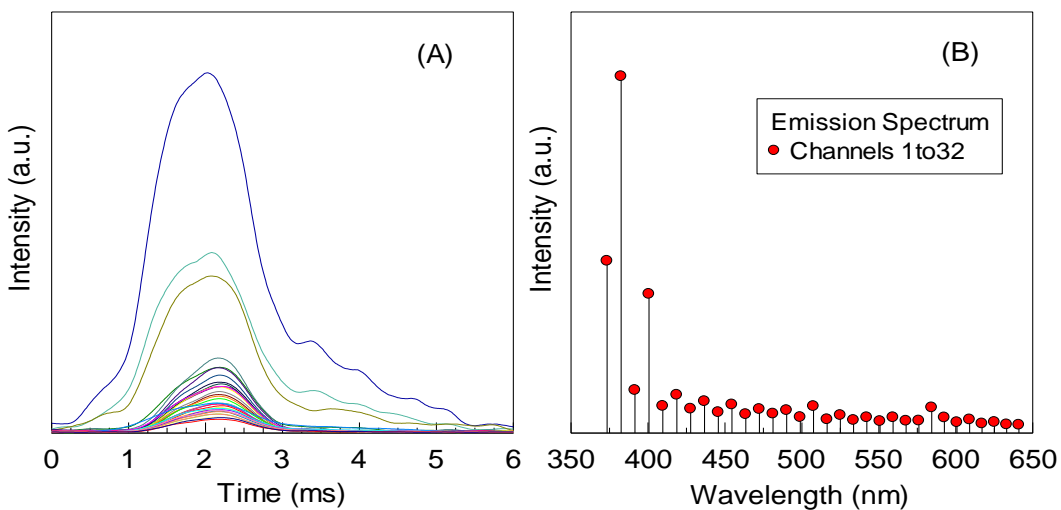 (A)
Intensity (a.u.)
0 1 2 3 4 5 6
Time (ms)
(B)
Emission Spectrum
Channels 1to32
Intensity (a.u.)
350 400 450 500 550 600 650
Wavelength (nm)